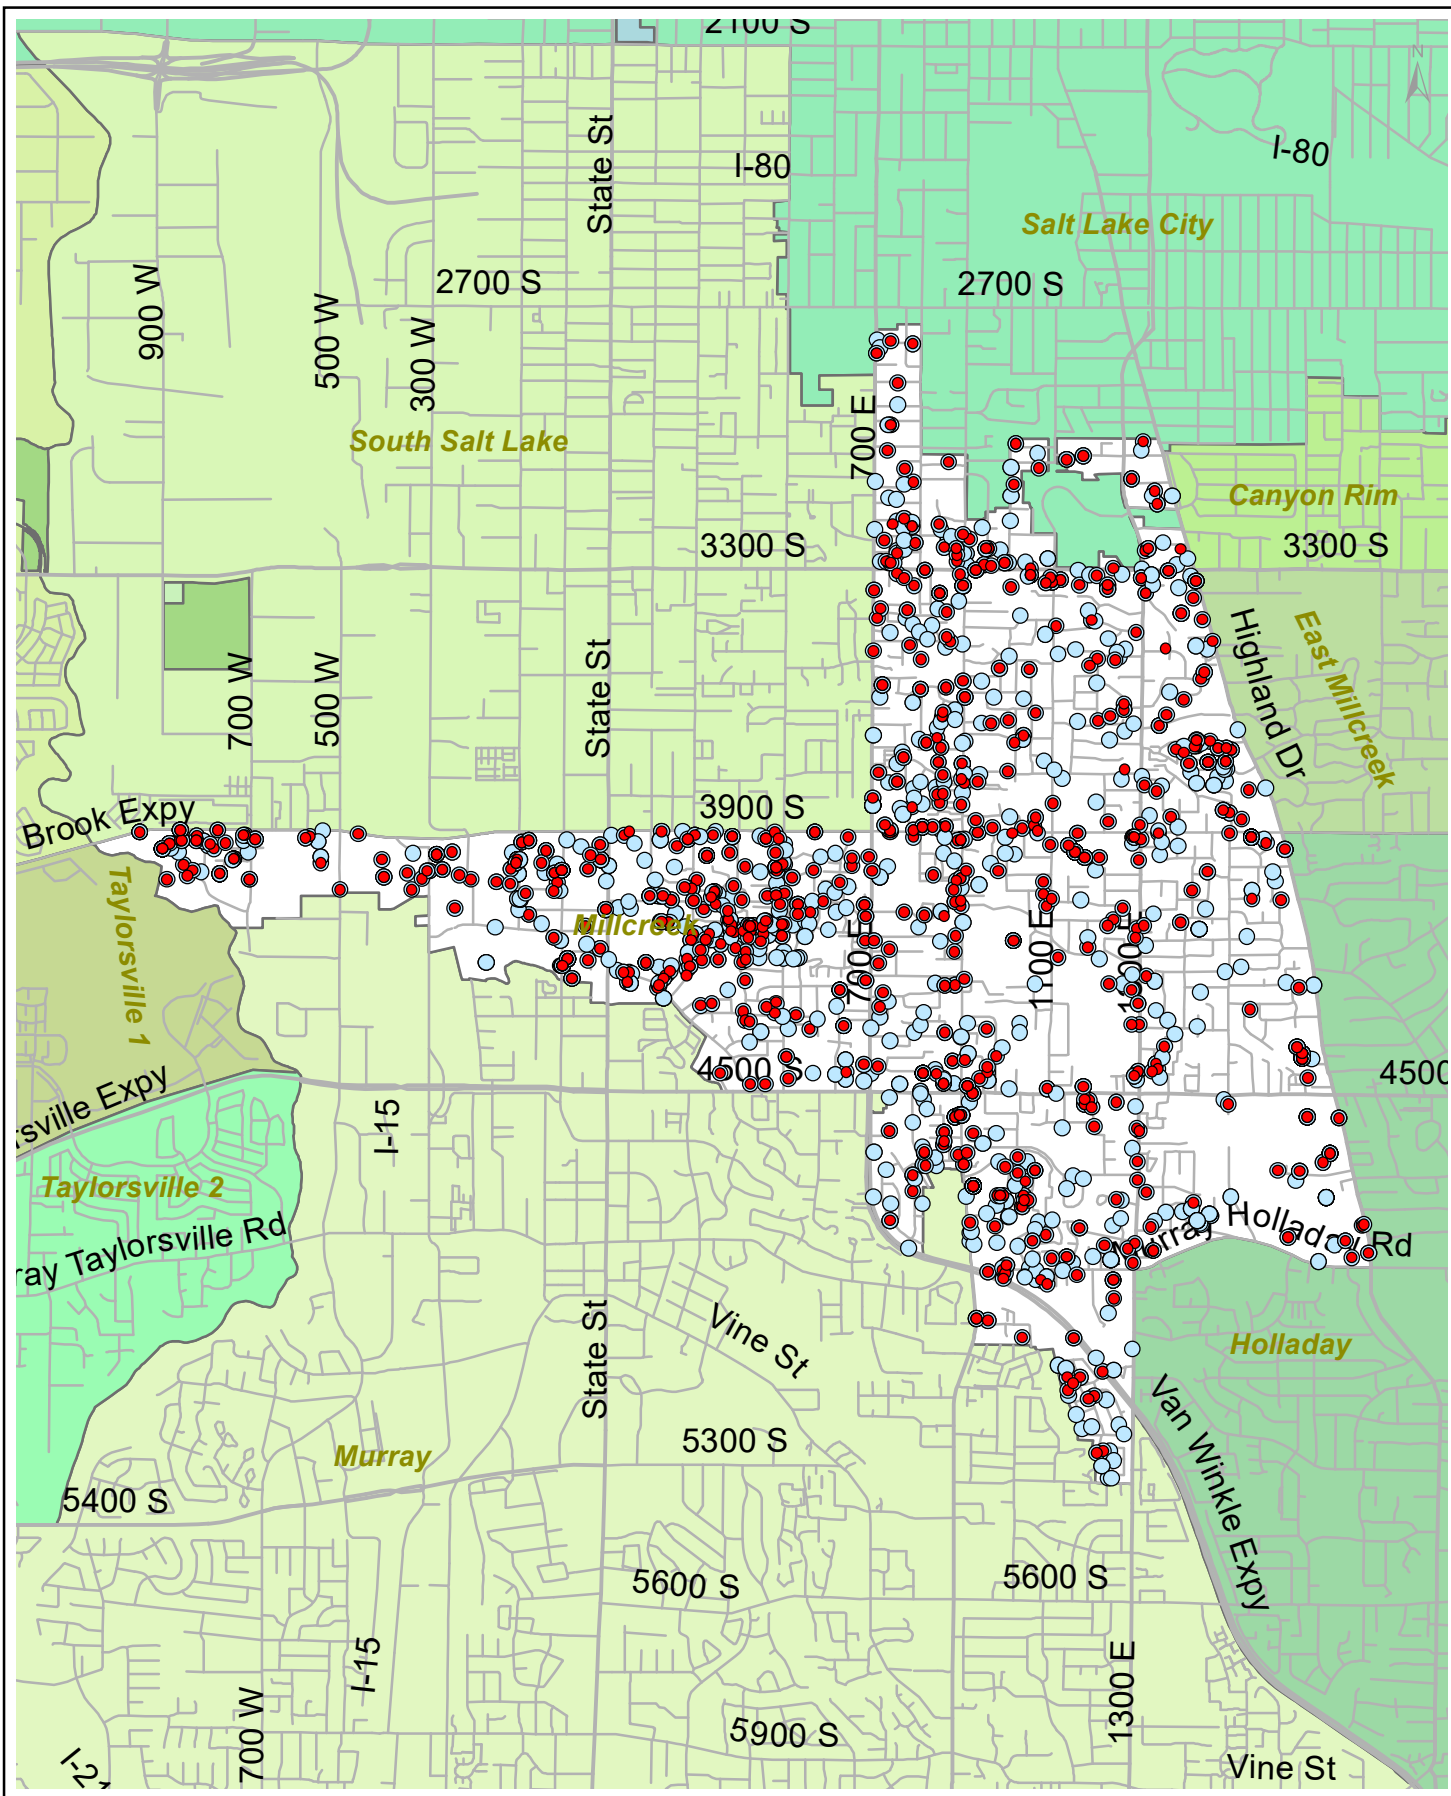 2100 S
N
I-80
I-80
State St
Salt Lake City
2700 S
2700 S
900 W
500 W
300 W
700 E
South Salt Lake
Canyon Rim
3300 S
3300 S
Highland Dr
East Millcreek
700 W
500 W
State St
3900 S
Brook Expy
Taylorsville 1
Millcreek
700 E
1100 E
1300 E
4500 S
4500
rsville Expy
I-15
Taylorsville 2
ray Taylorsville Rd
Murray Holladay Rd
State St
Vine St
Holladay
Van Winkle Expy
Murray
5300 S
5400 S
5600 S
5600 S
I-15
700 W
1300 E
5900 S
I-21
Vine St